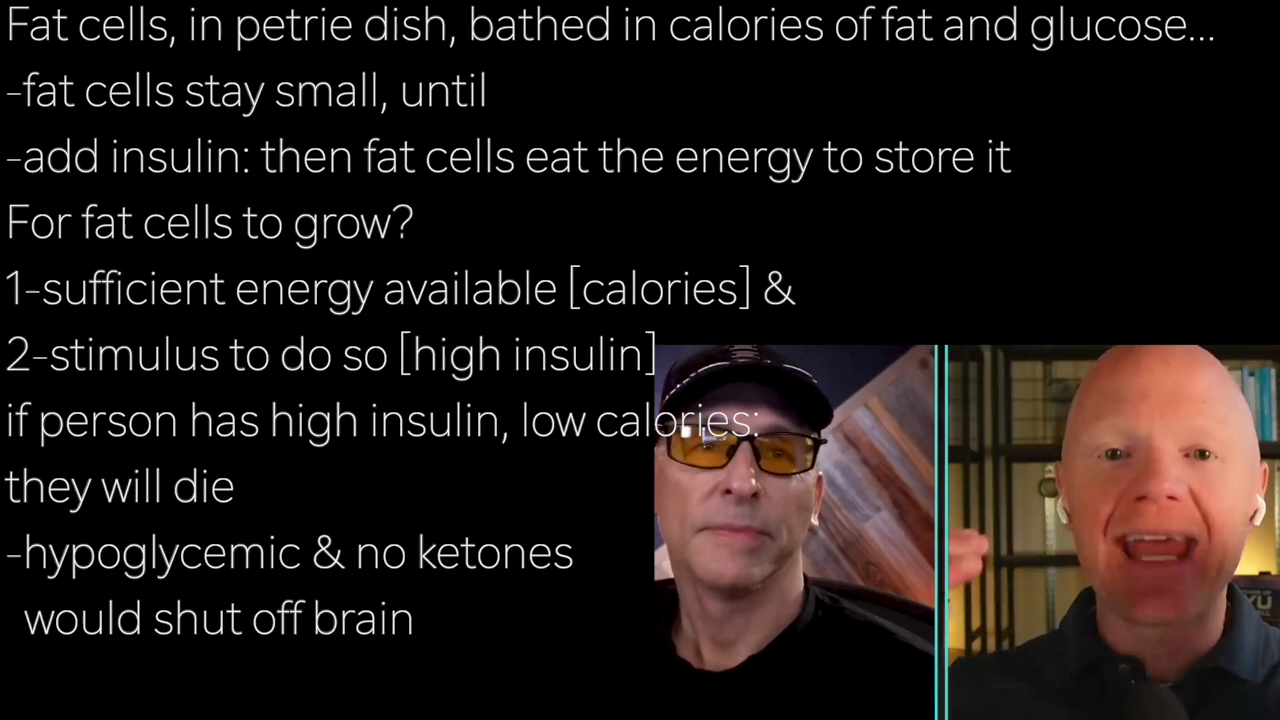 Fat cells, in petrie dish, bathed in calories of fat and glucose...
-fat cells stay small, until
-add insulin: then fat cells eat the energy to store it
For fat cells to grow?
1-sufficient energy available [calories] &
2-stimulus to do so [high insulin]
if person has high insulin, low calories:
they will die
-hypoglycemic & no ketones
would shut off brain